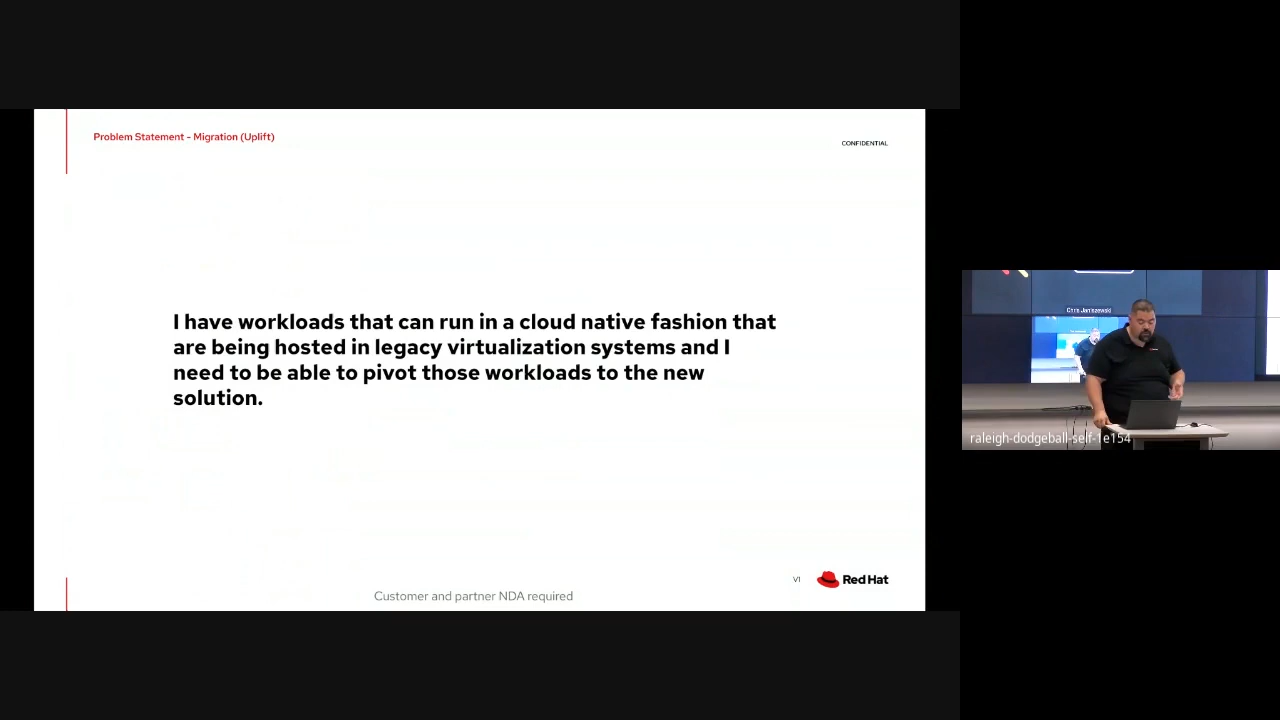 Problem Statement - Migration (Uplift)
CONFIDENTIAL
I have workloads that can run in a cloud native fashion that
are being hosted in legacy virtualization systems and I
need to be able to pivot those workloads to the new
solution.
V1
Red Hat
Customer and partner NDA required
Chris Janiszewski
raleigh-dodgeball-self-1e154